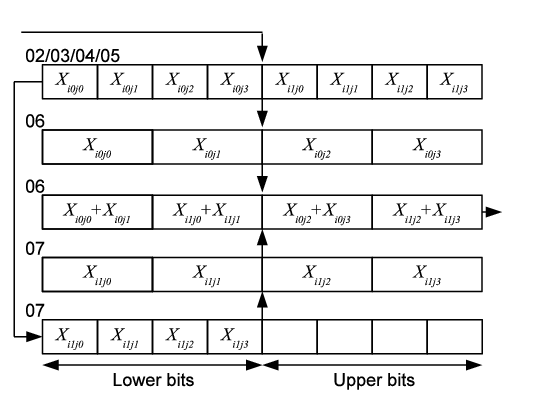 02/03/04/05
X_{i0j0} X_{i0j1} X_{i0j2} X_{i0j3} X_{i1j0} X_{i1j1} X_{i1j2} X_{i1j3}
06
X_{i0j0} X_{i0j1} X_{i0j2} X_{i0j3}
06
X_{i0j0}+X_{i0j1} X_{i1j0}+X_{i1j1} X_{i0j2}+X_{i0j3} X_{i1j2}+X_{i1j3}
07
X_{i1j0} X_{i1j1} X_{i1j2} X_{i1j3}
07
X_{i1j0} X_{i1j1} X_{i1j2} X_{i1j3}
Lower bits Upper bits